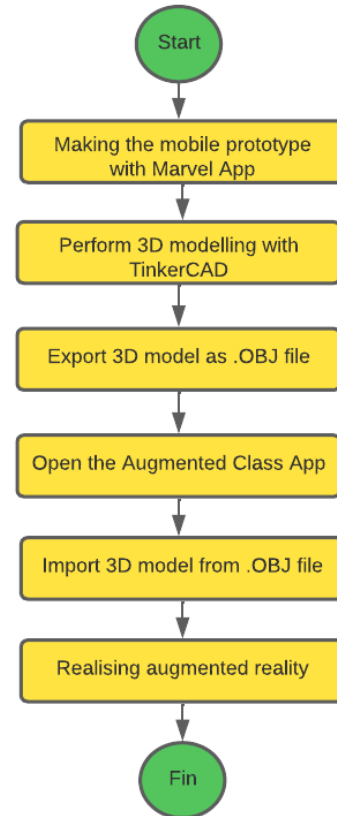 Start
Making the mobile prototype
with Marvel App
Perform 3D modelling with
TinkerCAD
Export 3D model as .OBJ file
Open the Augmented Class App
Import 3D model from .OBJ file
Realising augmented reality
Fin